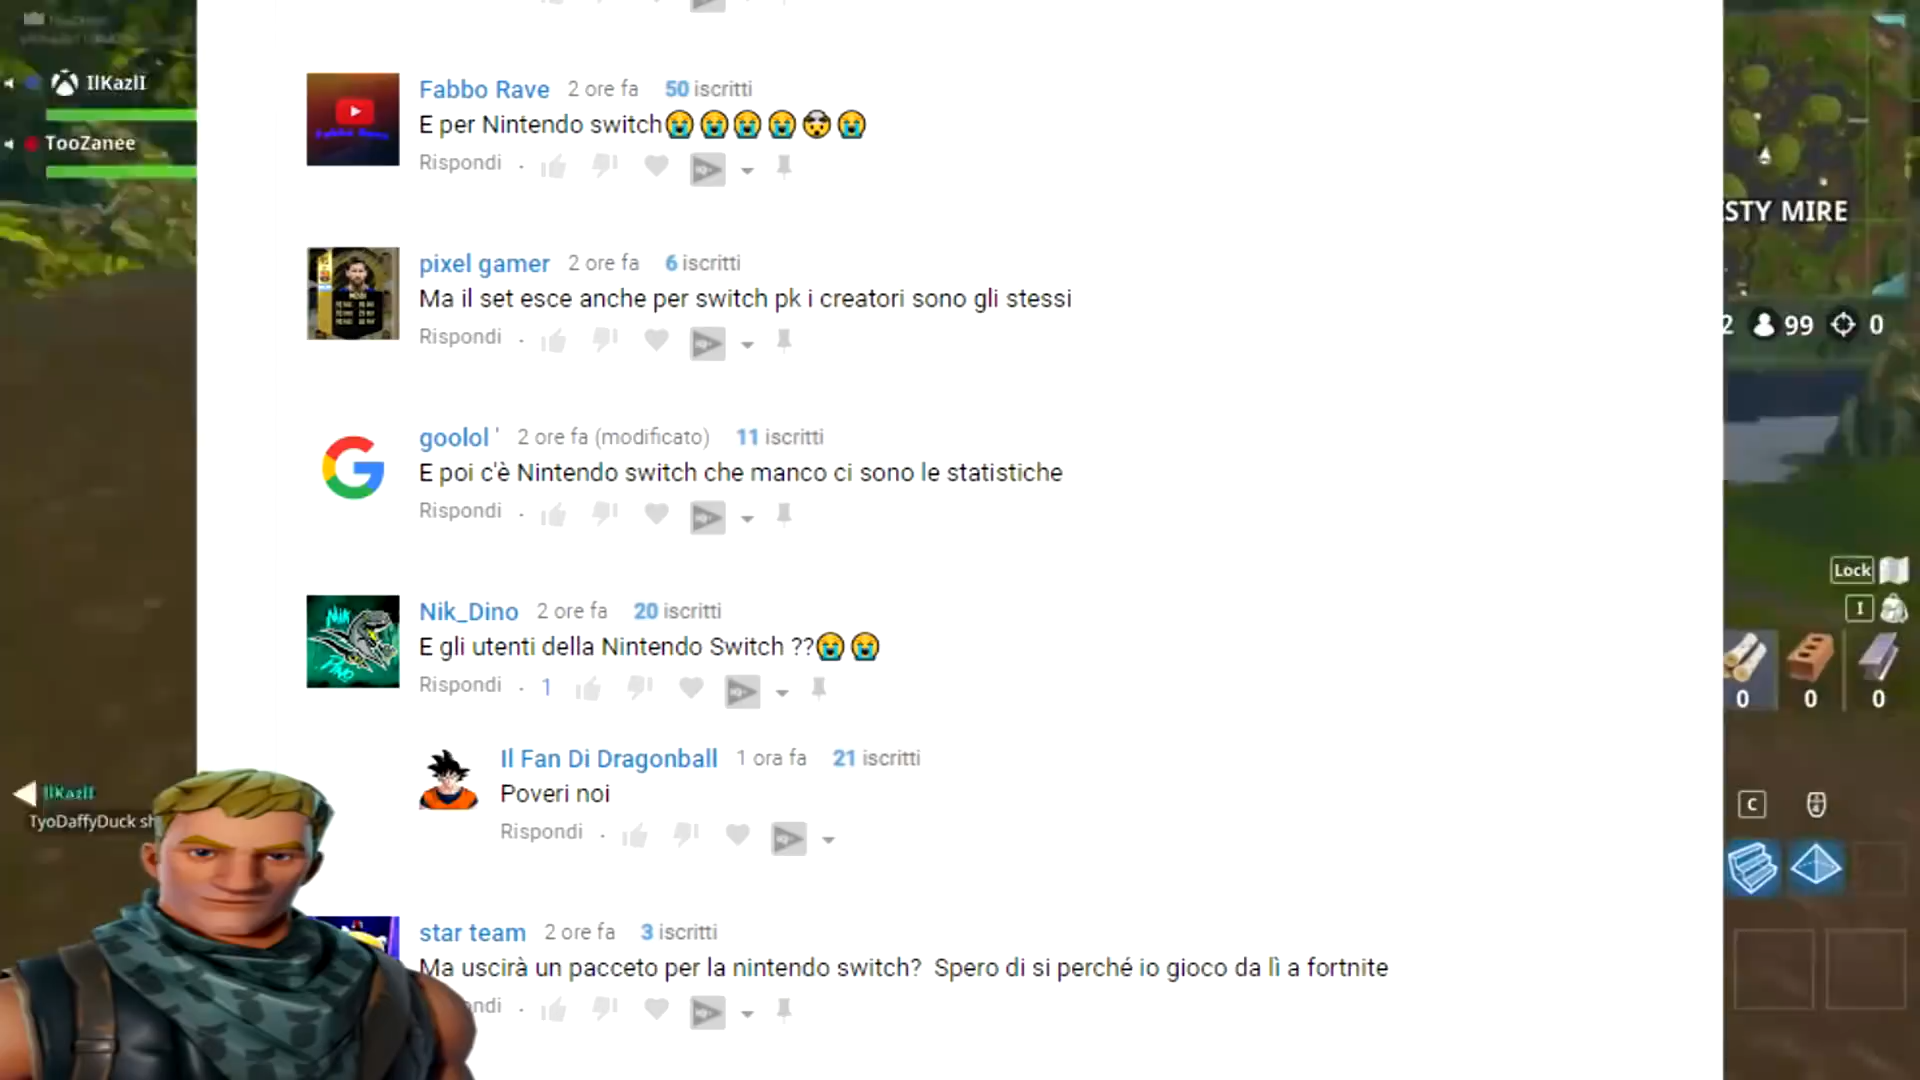 IlKazlI
TooZanee
Fabbo Rave 2 ore fa 50 iscritti
E per Nintendo switch😭😭😭😭🤯😭
Rispondi .
pixel gamer 2 ore fa 6 iscritti
Ma il set esce anche per switch pk i creatori sono gli stessi
Rispondi .
goolol ' 2 ore fa (modificato) 11 iscritti
E poi c'è Nintendo switch che manco ci sono le statistiche
Rispondi .
Nik_Dino 2 ore fa 20 iscritti
E gli utenti della Nintendo Switch ??😭😭
Rispondi . 1
Il Fan Di Dragonball 1 ora fa 21 iscritti
Poveri noi
Rispondi .
star team 2 ore fa 3 iscritti
Ma uscirà un pacceto per la nintendo switch? Spero di si perché io gioco da lì a fortnite
ndi .
STY MIRE
2 99 0
Lock
I
0 0 0
C
IlKazlI
TyoDaffyDuck sh